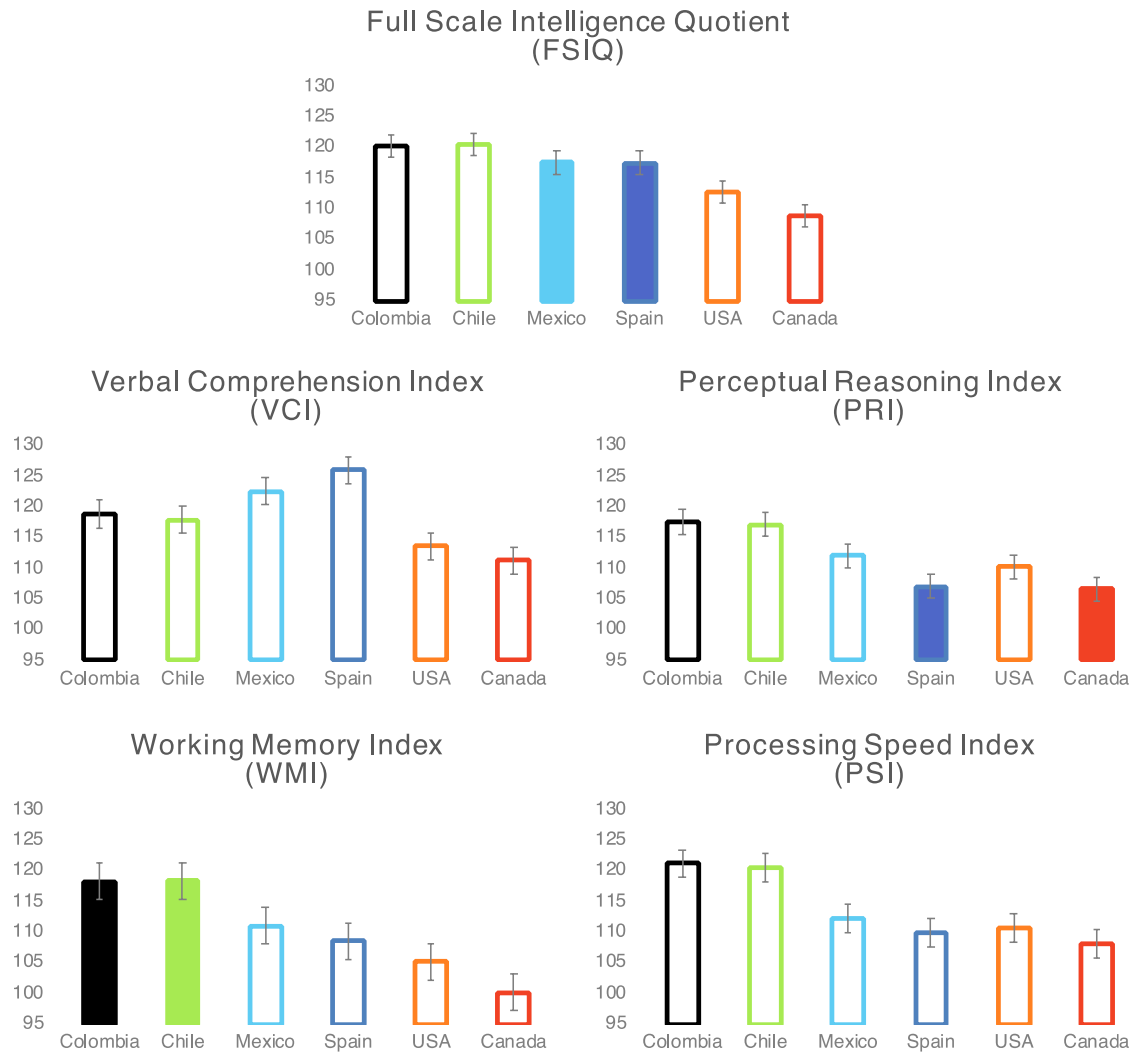 Full Scale Intelligence Quotient
(FSIQ)
130
125
120
115
110
105
100
95
Colombia Chile Mexico Spain USA Canada
Verbal Comprehension Index
(VCI)
130
125
120
115
110
105
100
95
Colombia Chile Mexico Spain USA Canada
Perceptual Reasoning Index
(PRI)
130
125
120
115
110
105
100
95
Colombia Chile Mexico Spain USA Canada
Working Memory Index
(WMI)
130
125
120
115
110
105
100
95
Colombia Chile Mexico Spain USA Canada
Processing Speed Index
(PSI)
130
125
120
115
110
105
100
95
Colombia Chile Mexico Spain USA Canada